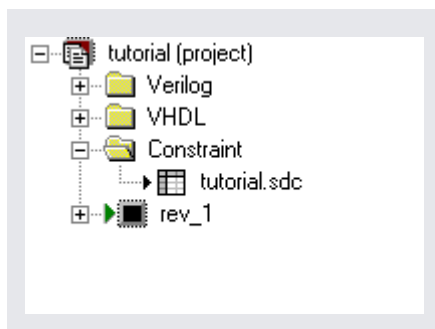 tutorial (project)
Verilog
VHDL
Constraint
tutorial.sdc
rev_1